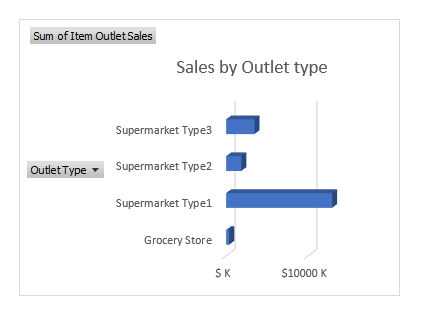 Sum of Item Outlet Sales
Sales by Outlet type
Supermarket Type3
Outlet Type
Supermarket Type2
Supermarket Type1
Grocery Store
$ K
$10000 K